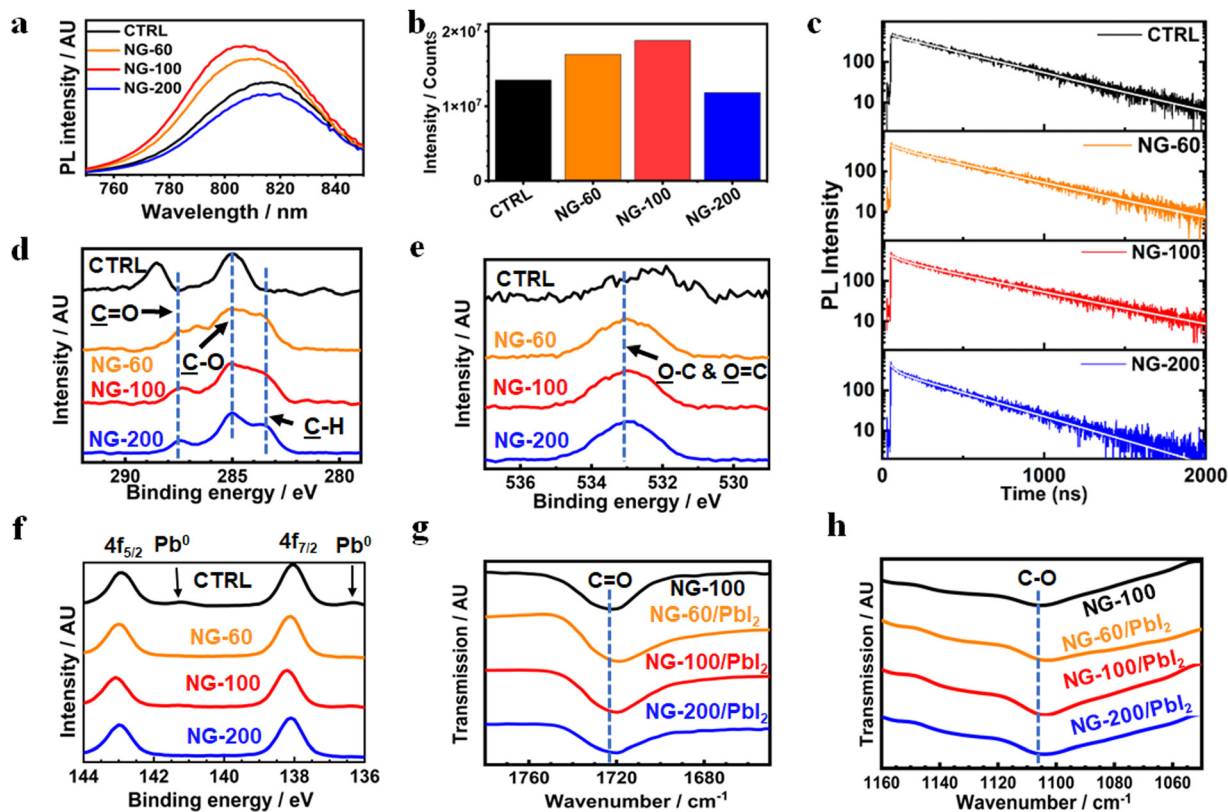 a
PL intensity / AU
CTRL
NG-60
NG-100
NG-200
760 780 800 820 840
Wavelength / nm
b
Intensity / Counts
2×10⁷
1×10⁷
0
CTRL
NG-60
NG-100
NG-200
c
PL Intensity
CTRL
100
10
NG-60
100
10
NG-100
100
10
NG-200
100
10
0 1000 2000
Time (ns)
d
Intensity / AU
CTRL
C=O
NG-60
C-O
NG-100
NG-200
C-H
290 285 280
Binding energy / eV
e
Intensity / AU
CTRL
NG-60
O-C & O=C
NG-100
NG-200
536 534 532 530
Binding energy / eV
f
Intensity / AU
4f5/2 Pb⁰ 4f7/2 Pb⁰
CTRL
NG-60
NG-100
NG-200
144 142 140 138 136
Binding energy / eV
g
Transmission / AU
C=O
NG-100
NG-60/PbI₂
NG-100/PbI₂
NG-200/PbI₂
1760 1720 1680
Wavenumber / cm⁻¹
h
Transmission / AU
C-O
NG-100
NG-60/PbI₂
NG-100/PbI₂
NG-200/PbI₂
1160 1140 1120 1100 1080 1060
Wavenumber / cm⁻¹